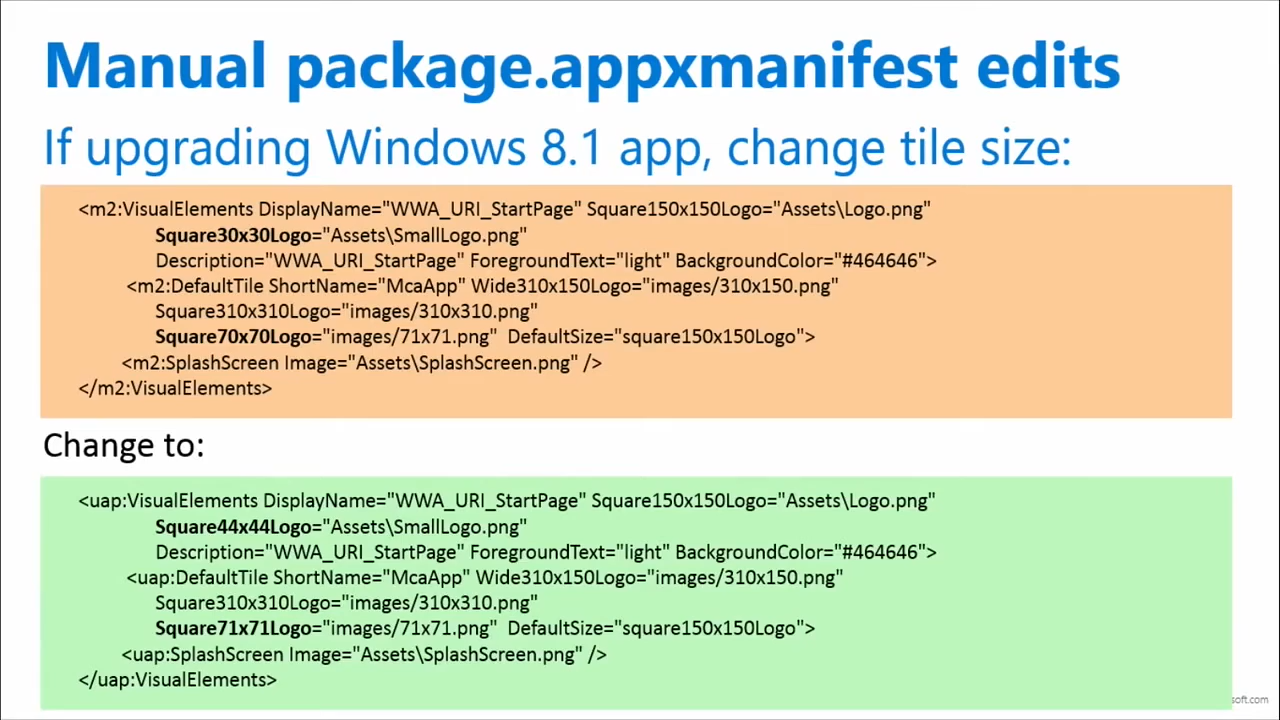 Manual package.appxmanifest edits
If upgrading Windows 8.1 app, change tile size:
<m2:VisualElements DisplayName="WWA_URI_StartPage" Square150x150Logo="Assets\Logo.png"
Square30x30Logo="Assets\SmallLogo.png"
Description="WWA_URI_StartPage" ForegroundText="light" BackgroundColor="#464646">
<m2:DefaultTile ShortName="McaApp" Wide310x150Logo="images/310x150.png"
Square310x310Logo="images/310x310.png"
Square70x70Logo="images/71x71.png" DefaultSize="square150x150Logo">
<m2:SplashScreen Image="Assets\SplashScreen.png" />
</m2:VisualElements>
Change to:
<uap:VisualElements DisplayName="WWA_URI_StartPage" Square150x150Logo="Assets\Logo.png"
Square44x44Logo="Assets\SmallLogo.png"
Description="WWA_URI_StartPage" ForegroundText="light" BackgroundColor="#464646">
<uap:DefaultTile ShortName="McaApp" Wide310x150Logo="images/310x150.png"
Square310x310Logo="images/310x310.png"
Square71x71Logo="images/71x71.png" DefaultSize="square150x150Logo">
<uap:SplashScreen Image="Assets\SplashScreen.png" />
</uap:VisualElements>
soft.com